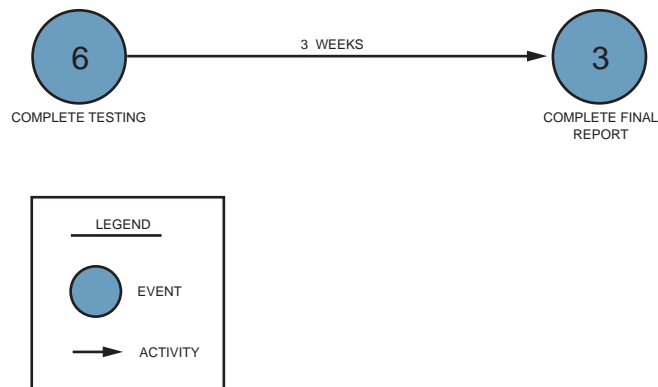 6
3 WEEKS
3
COMPLETE TESTING
COMPLETE FINAL
REPORT
LEGEND
EVENT
ACTIVITY